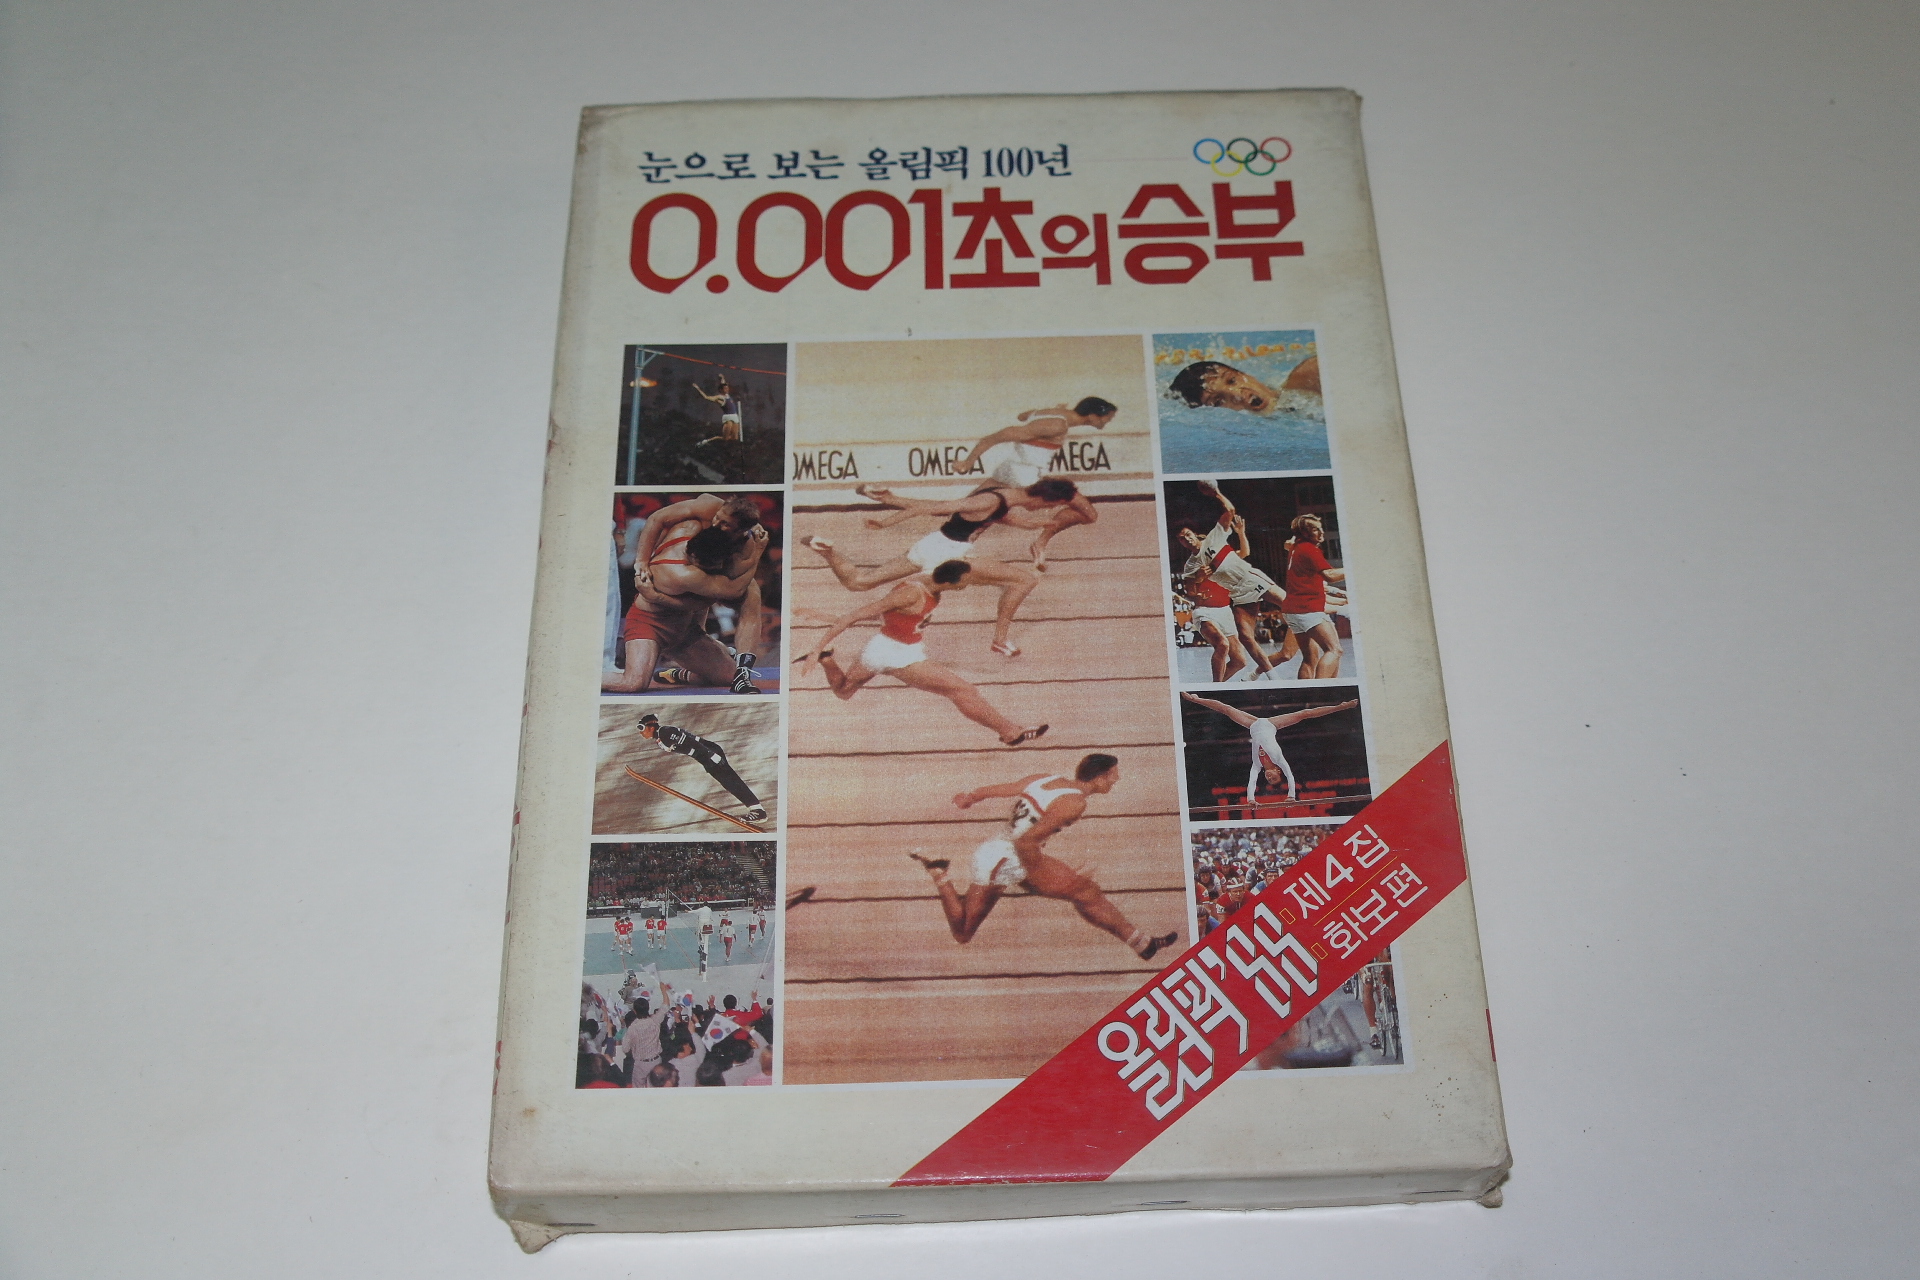 눈으로 보는 올림픽 100년
0.001초의승부
OMEGA OMEGA OMEGA
올림픽'88
제4집
화보편